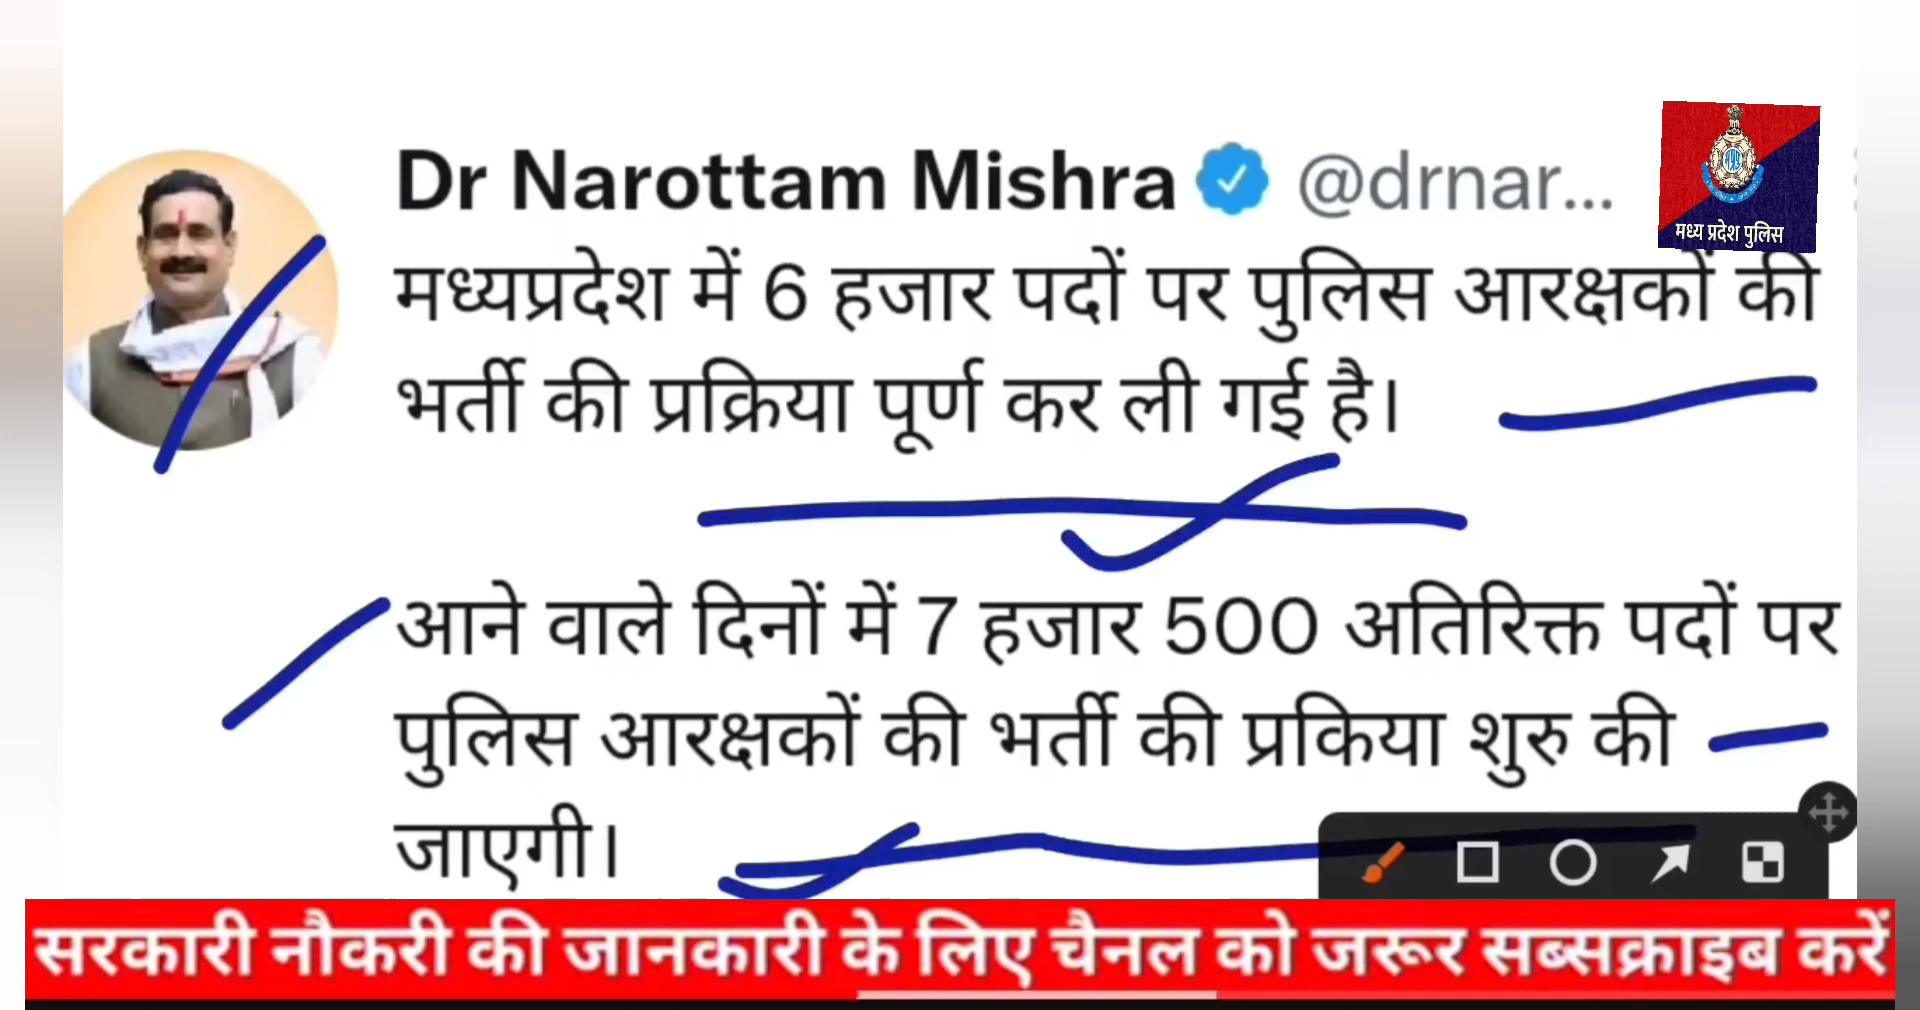 Dr Narottam Mishra @drnar...
मध्य प्रदेश पुलिस
मध्यप्रदेश में 6 हजार पदों पर पुलिस आरक्षकों की
भर्ती की प्रक्रिया पूर्ण कर ली गई है।
आने वाले दिनों में 7 हजार 500 अतिरिक्त पदों पर
पुलिस आरक्षकों की भर्ती की प्रकिया शुरु की
जाएगी।
सरकारी नौकरी की जानकारी के लिए चैनल को जरूर सब्सक्राइब करें